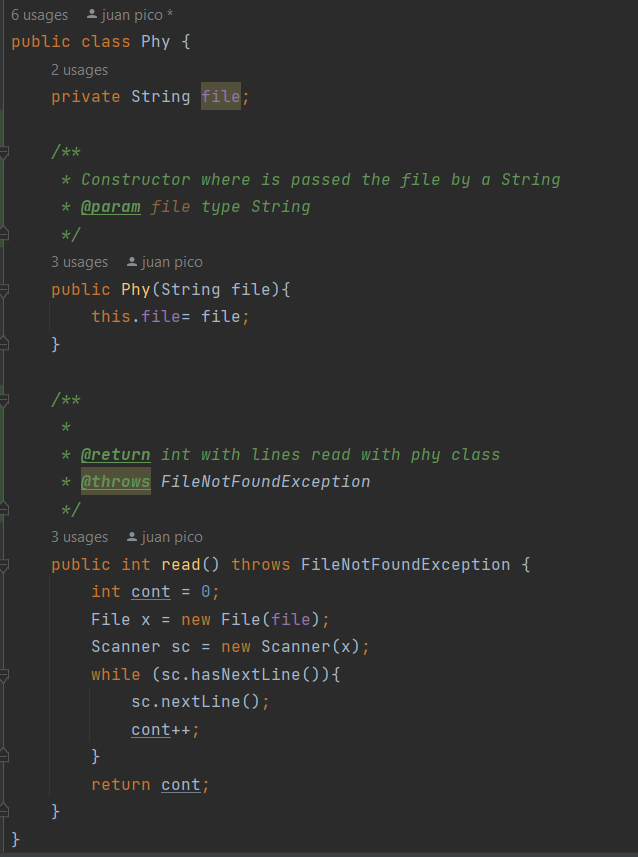 6 usages juan pico *
public class Phy {
2 usages
private String file;
/**
* Constructor where is passed the file by a String
* @param file type String
*/
3 usages juan pico
public Phy(String file){
this.file= file;
}
/**
*
* @return int with lines read with phy class
* @throws FileNotFoundException
*/
3 usages juan pico
public int read() throws FileNotFoundException {
int cont = 0;
File x = new File(file);
Scanner sc = new Scanner(x);
while (sc.hasNextLine()){
sc.nextLine();
cont++;
}
return cont;
}
}